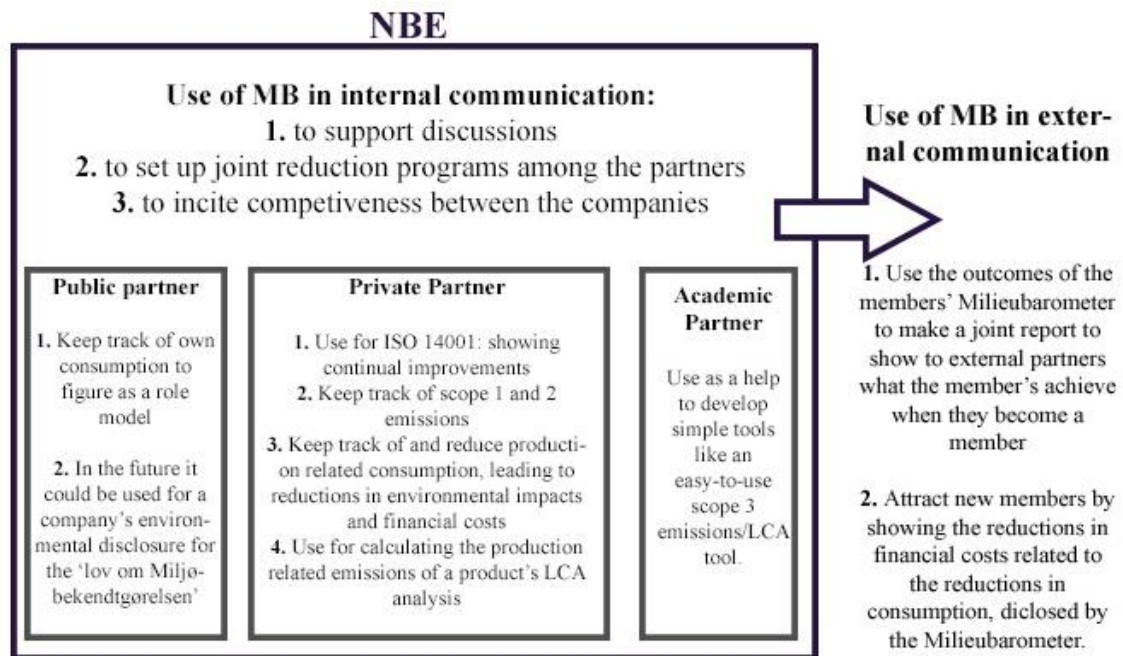 NBE
Use of MB in internal communication:
1. to support discussions
2. to set up joint reduction programs among the partners
3. to incite competiveness between the companies
Public partner
1. Keep track of own
consumption to
figure as a role
model
2. In the future it
could be used for a
company's environ-
mental disclosure for
the 'lov om Miljø-
bekendtgørelsen'
Private Partner
1. Use for ISO 14001: showing
continual improvements
2. Keep track of scope 1 and 2
emissions
3. Keep track of and reduce producti-
on related consumption, leading to
reductions in environmental impacts
and financial costs
4. Use for calculating the production
related emissions of a product's LCA
analysis
Academic
Partner
Use as a help
to develop
simple tools
like an
easy-to-use
scope 3
emissions/LCA
tool.
Use of MB in exter-
nal communication
1. Use the outcomes of the
members' Milieubarometer
to make a joint report to
show to external partners
what the member's achieve
when they become a
member
2. Attract new members by
showing the reductions in
financial costs related to
the reductions in
consumption, diclosed by
the Milieubarometer.